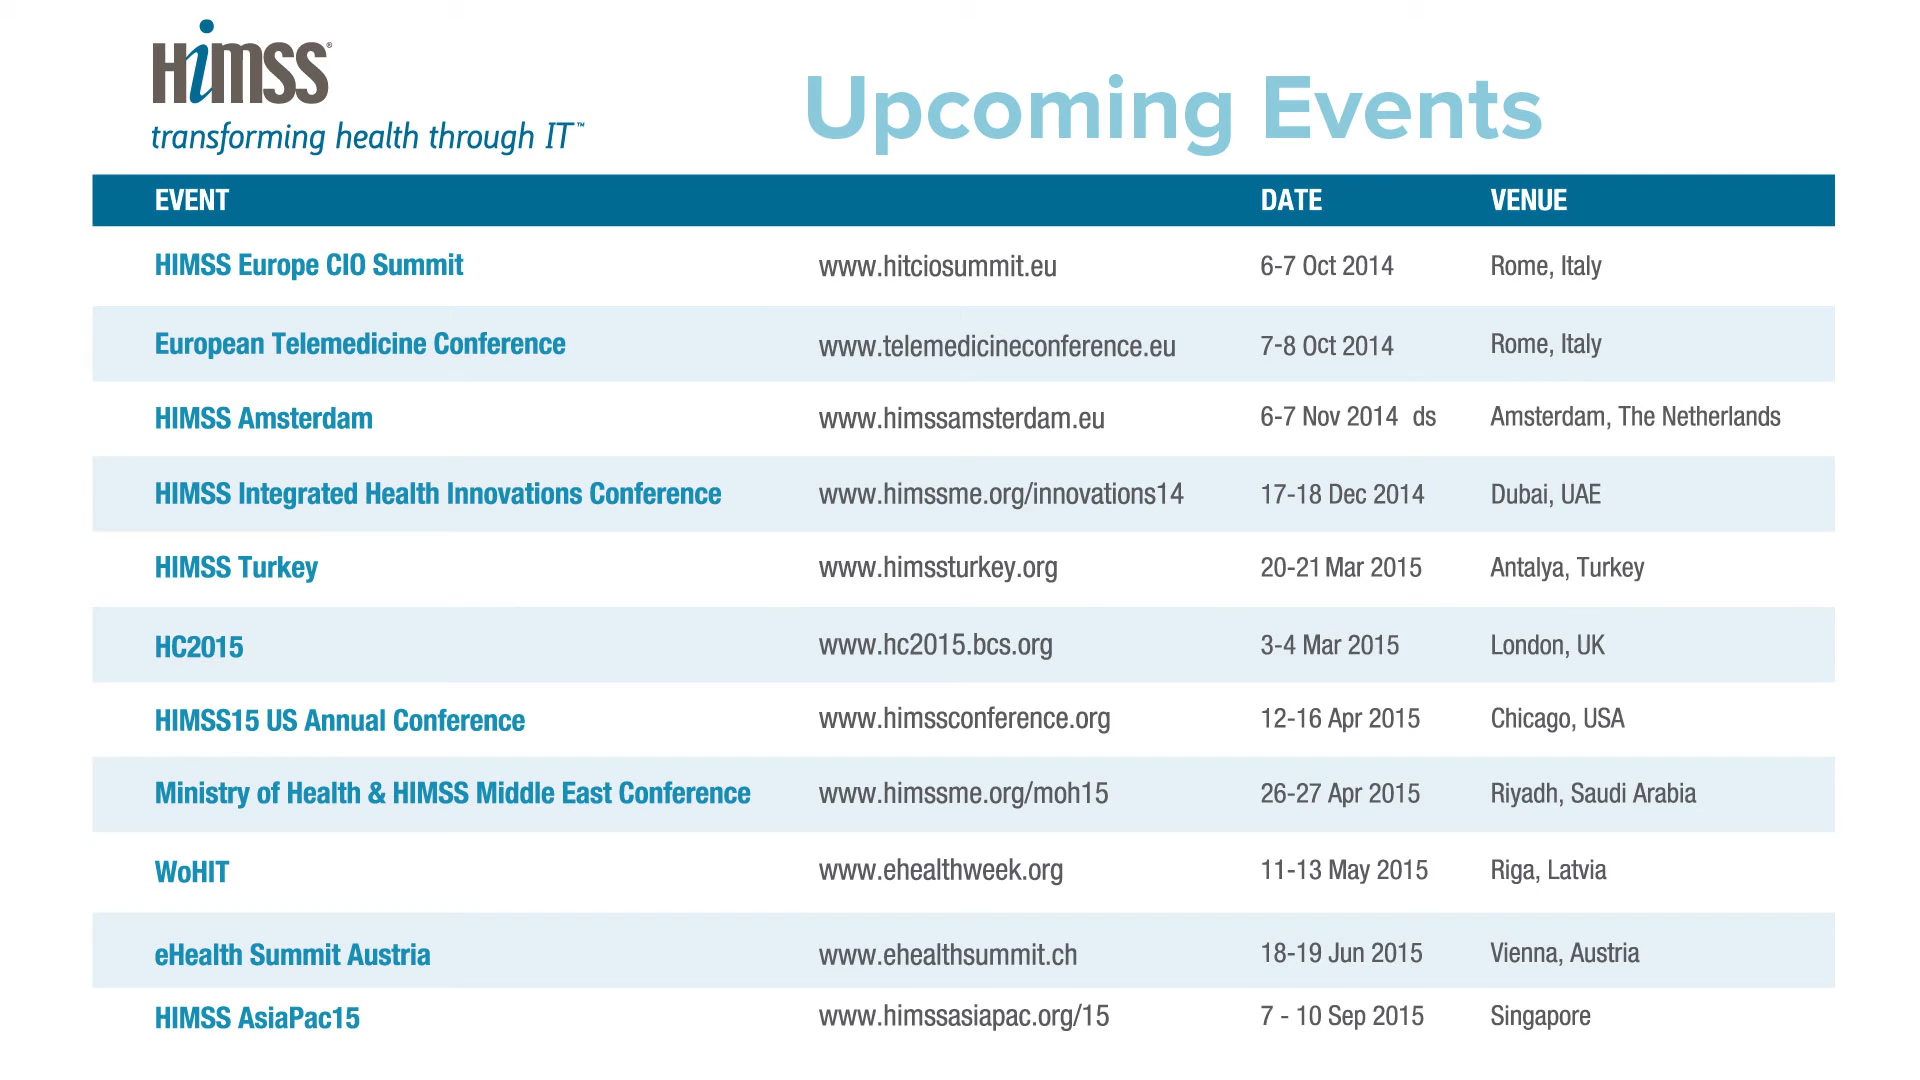 HiMSS®
transforming health through IT™
Upcoming Events
EVENT DATE VENUE
HIMSS Europe CIO Summit www.hitciosummit.eu 6-7 Oct 2014 Rome, Italy
European Telemedicine Conference www.telemedicineconference.eu 7-8 Oct 2014 Rome, Italy
HIMSS Amsterdam www.himssamsterdam.eu 6-7 Nov 2014 ds Amsterdam, The Netherlands
HIMSS Integrated Health Innovations Conference www.himssme.org/innovations14 17-18 Dec 2014 Dubai, UAE
HIMSS Turkey www.himssturkey.org 20-21 Mar 2015 Antalya, Turkey
HC2015 www.hc2015.bcs.org 3-4 Mar 2015 London, UK
HIMSS15 US Annual Conference www.himssconference.org 12-16 Apr 2015 Chicago, USA
Ministry of Health & HIMSS Middle East Conference www.himssme.org/moh15 26-27 Apr 2015 Riyadh, Saudi Arabia
WoHIT www.ehealthweek.org 11-13 May 2015 Riga, Latvia
eHealth Summit Austria www.ehealthsummit.ch 18-19 Jun 2015 Vienna, Austria
HIMSS AsiaPac15 www.himssasiapac.org/15 7 - 10 Sep 2015 Singapore